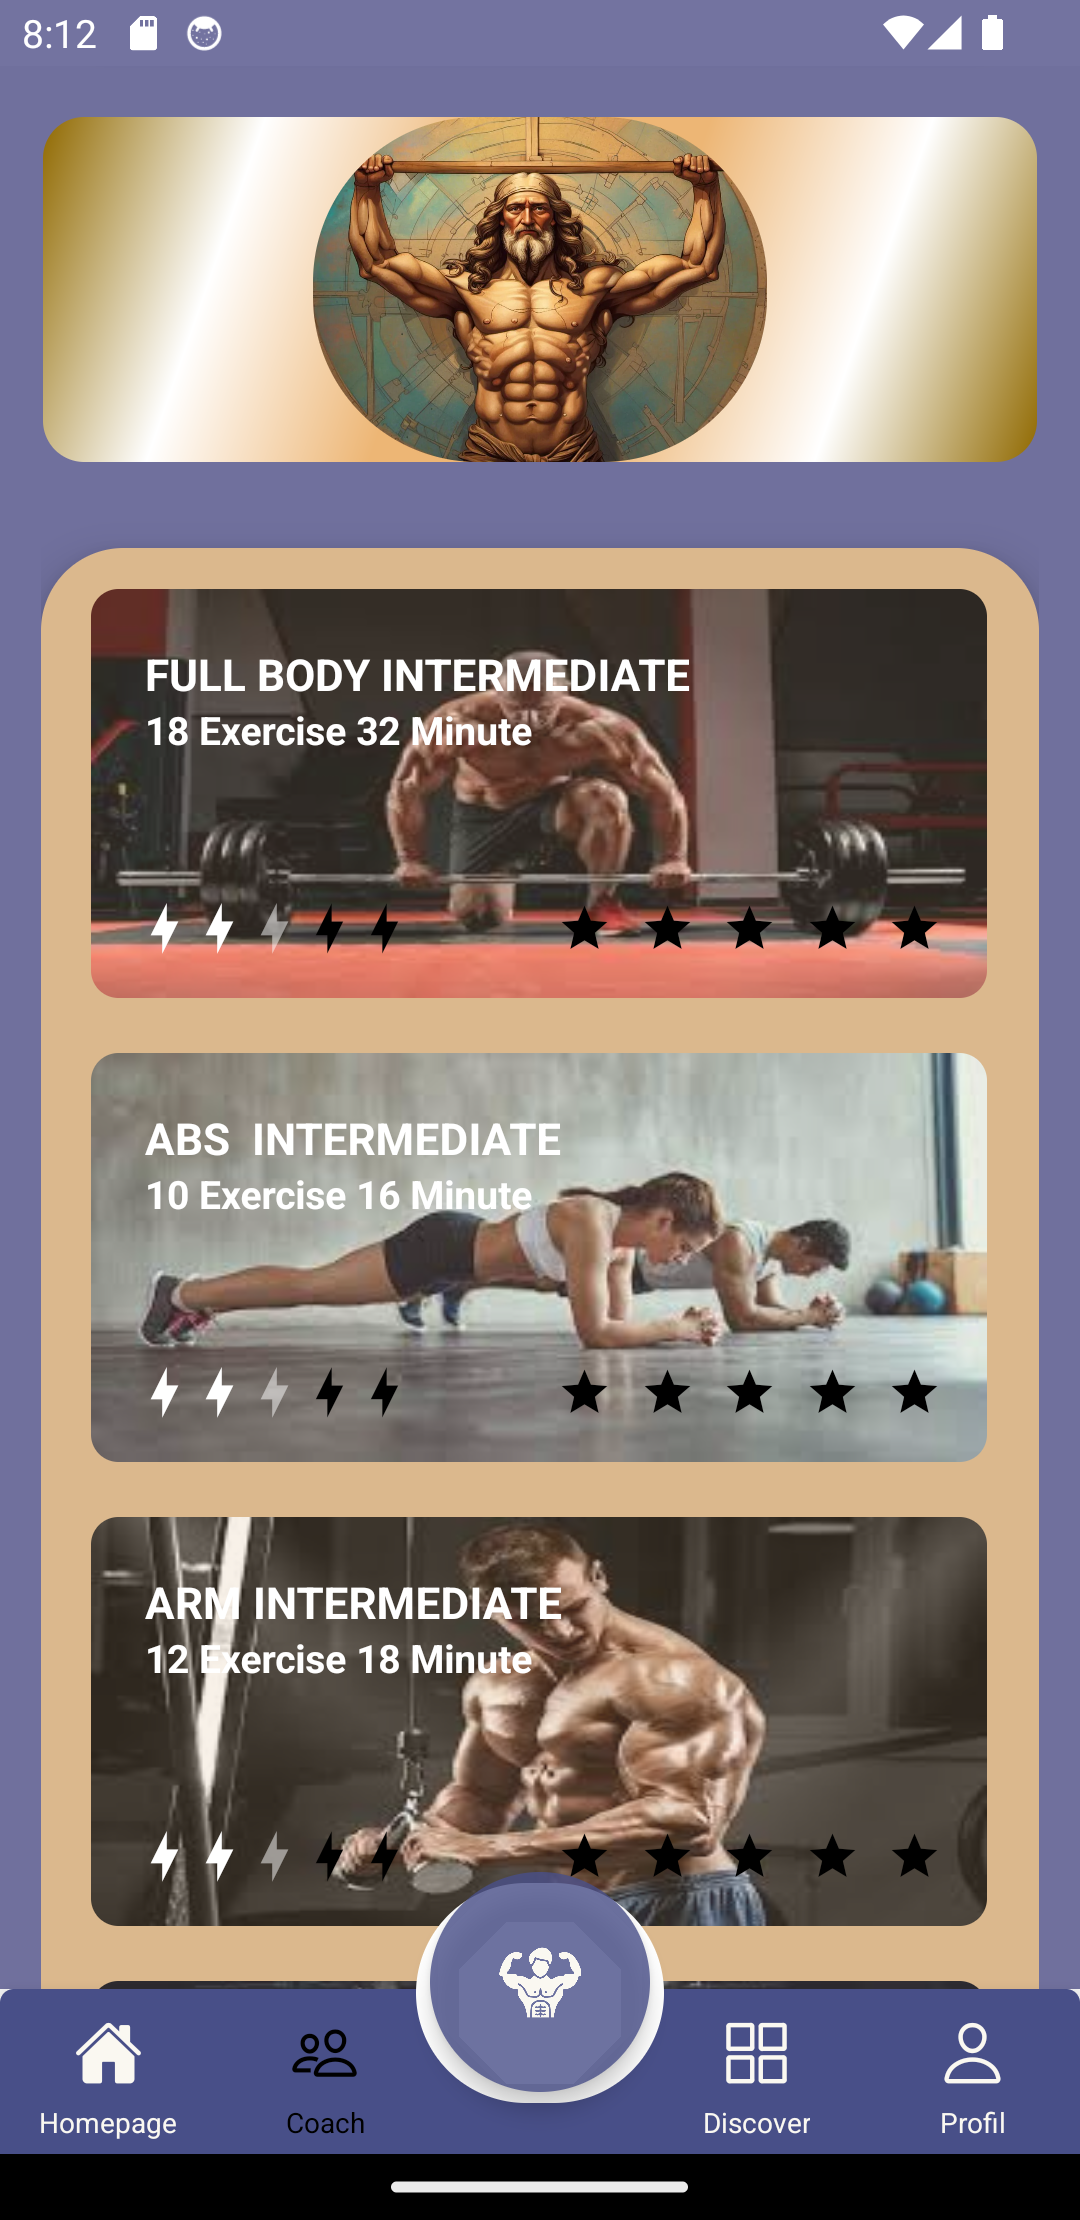 8:12
FULL BODY INTERMEDIATE
18 Exercise 32 Minute
ABS  INTERMEDIATE
10 Exercise 16 Minute
ARM INTERMEDIATE
12 Exercise 18 Minute
Homepage
Coach
Discover
Profil